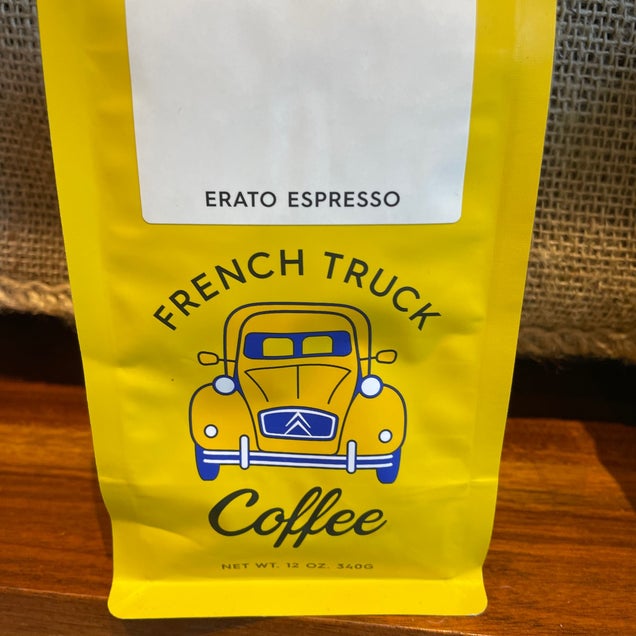 ERATO ESPRESSO
FRENCH TRUCK
Coffee
NET WT. 12 OZ. 340G